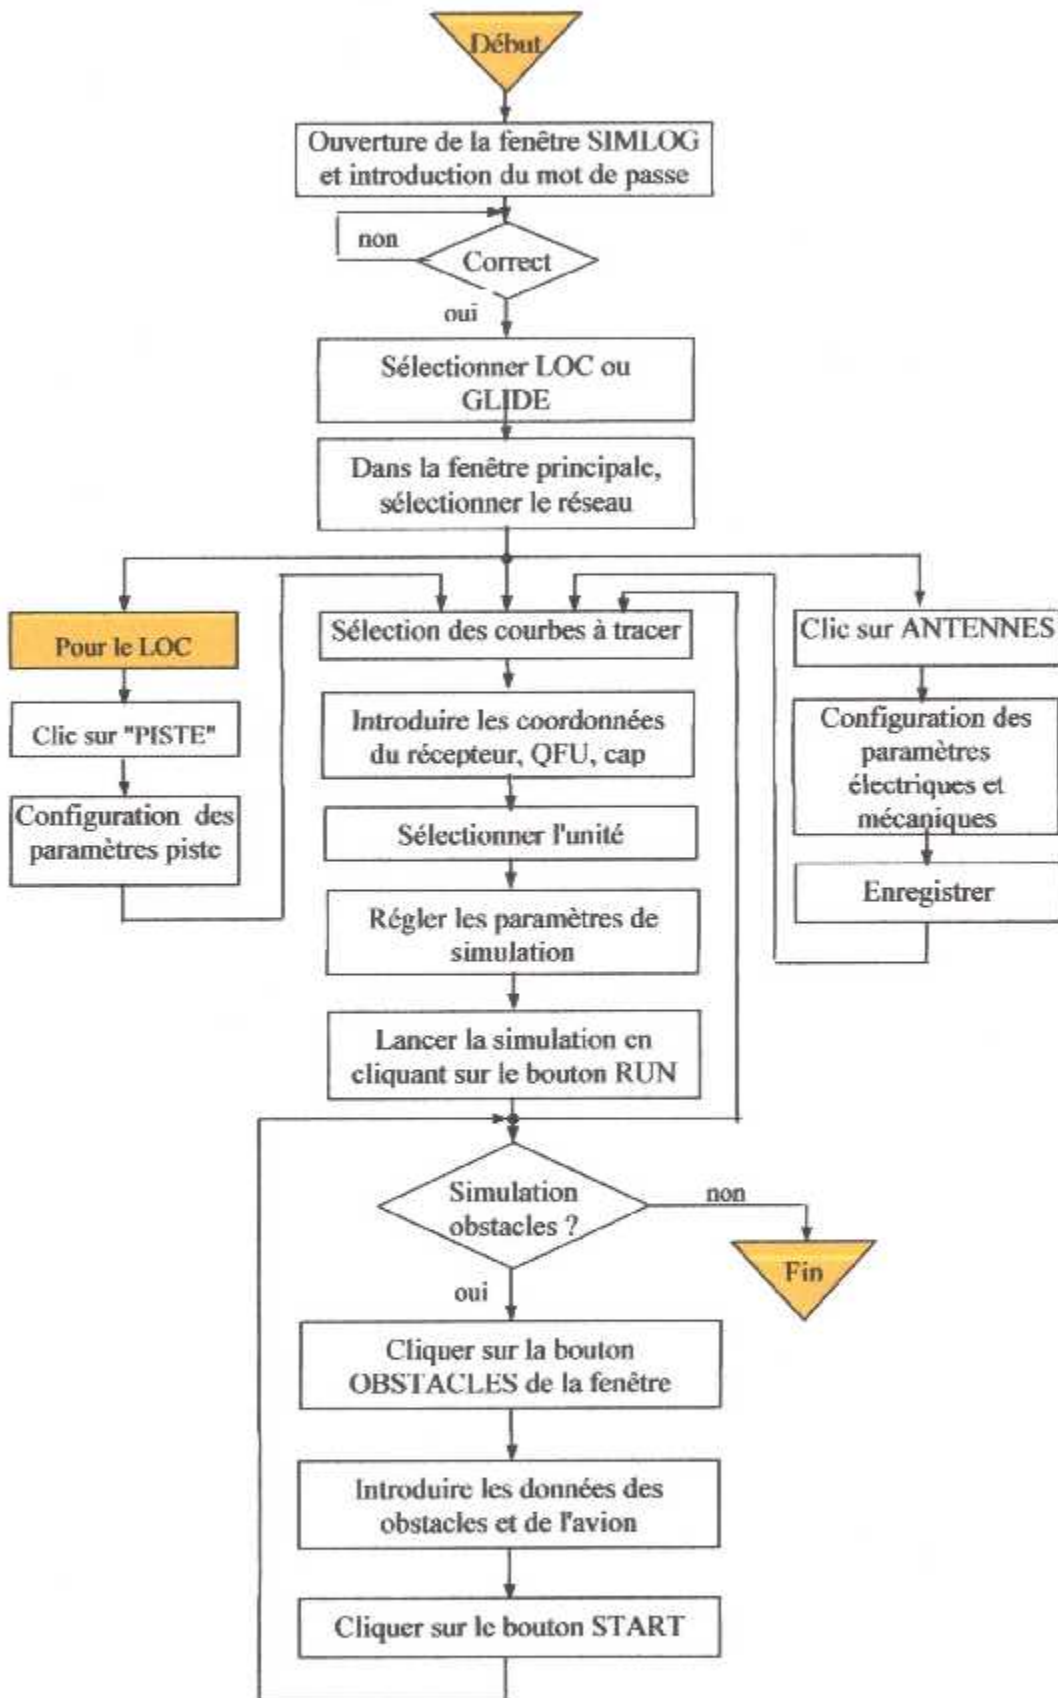 Début
Ouverture de la fenêtre SIMLOG
et introduction du mot de passe
non
Correct
oui
Sélectionner LOC ou
GLIDE
Dans la fenêtre principale,
sélectionner le réseau
Pour le LOC
Clic sur "PISTE"
Configuration des
paramètres piste
Sélection des courbes à tracer
Introduire les coordonnées
du récepteur, QFU, cap
Sélectionner l'unité
Régler les paramètres de
simulation
Lancer la simulation en
cliquant sur le bouton RUN
Clic sur ANTENNES
Configuration des
paramètres
électriques et
mécaniques
Enregistrer
Simulation
obstacles ?
non
Fin
oui
Cliquer sur la bouton
OBSTACLES de la fenêtre
Introduire les données des
obstacles et de l'avion
Cliquer sur le bouton START